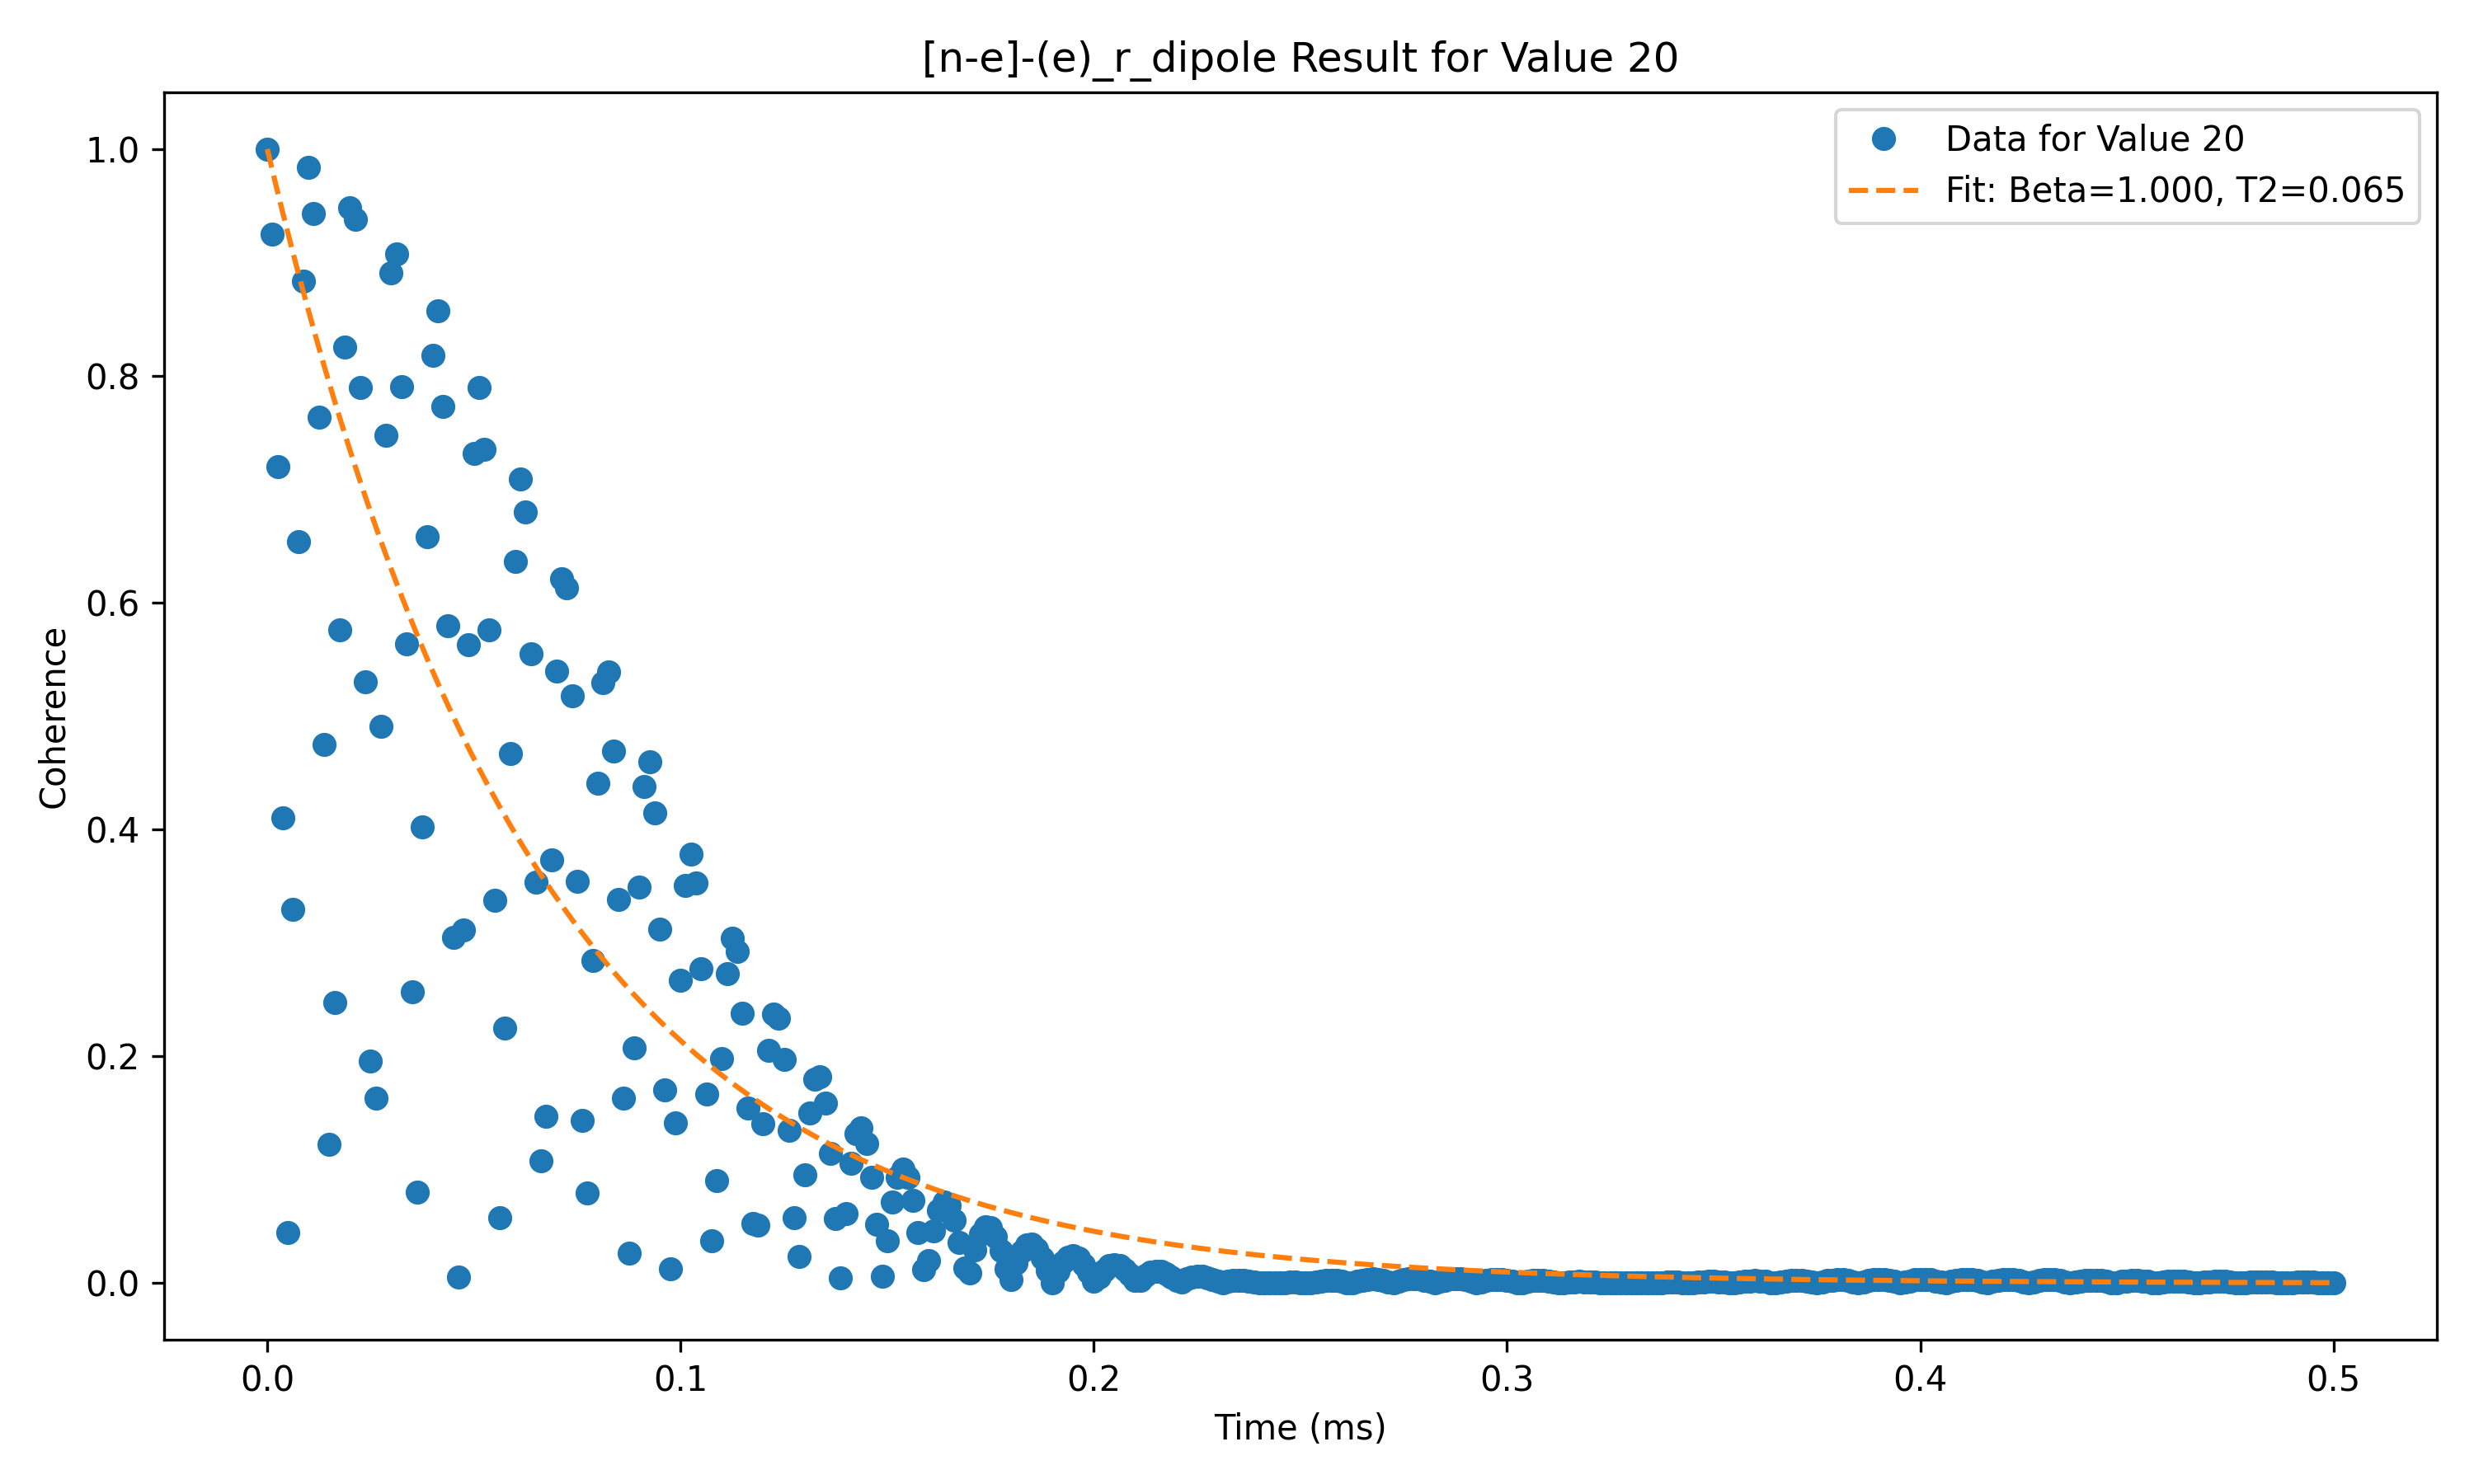 [n-e]-(e)_r_dipole Result for Value 20
Data for Value 20
Fit: Beta=1.000, T2=0.065
Coherence
1.0
0.8
0.6
0.4
0.2
0.0
0.0 0.1 0.2 0.3 0.4 0.5
Time (ms)